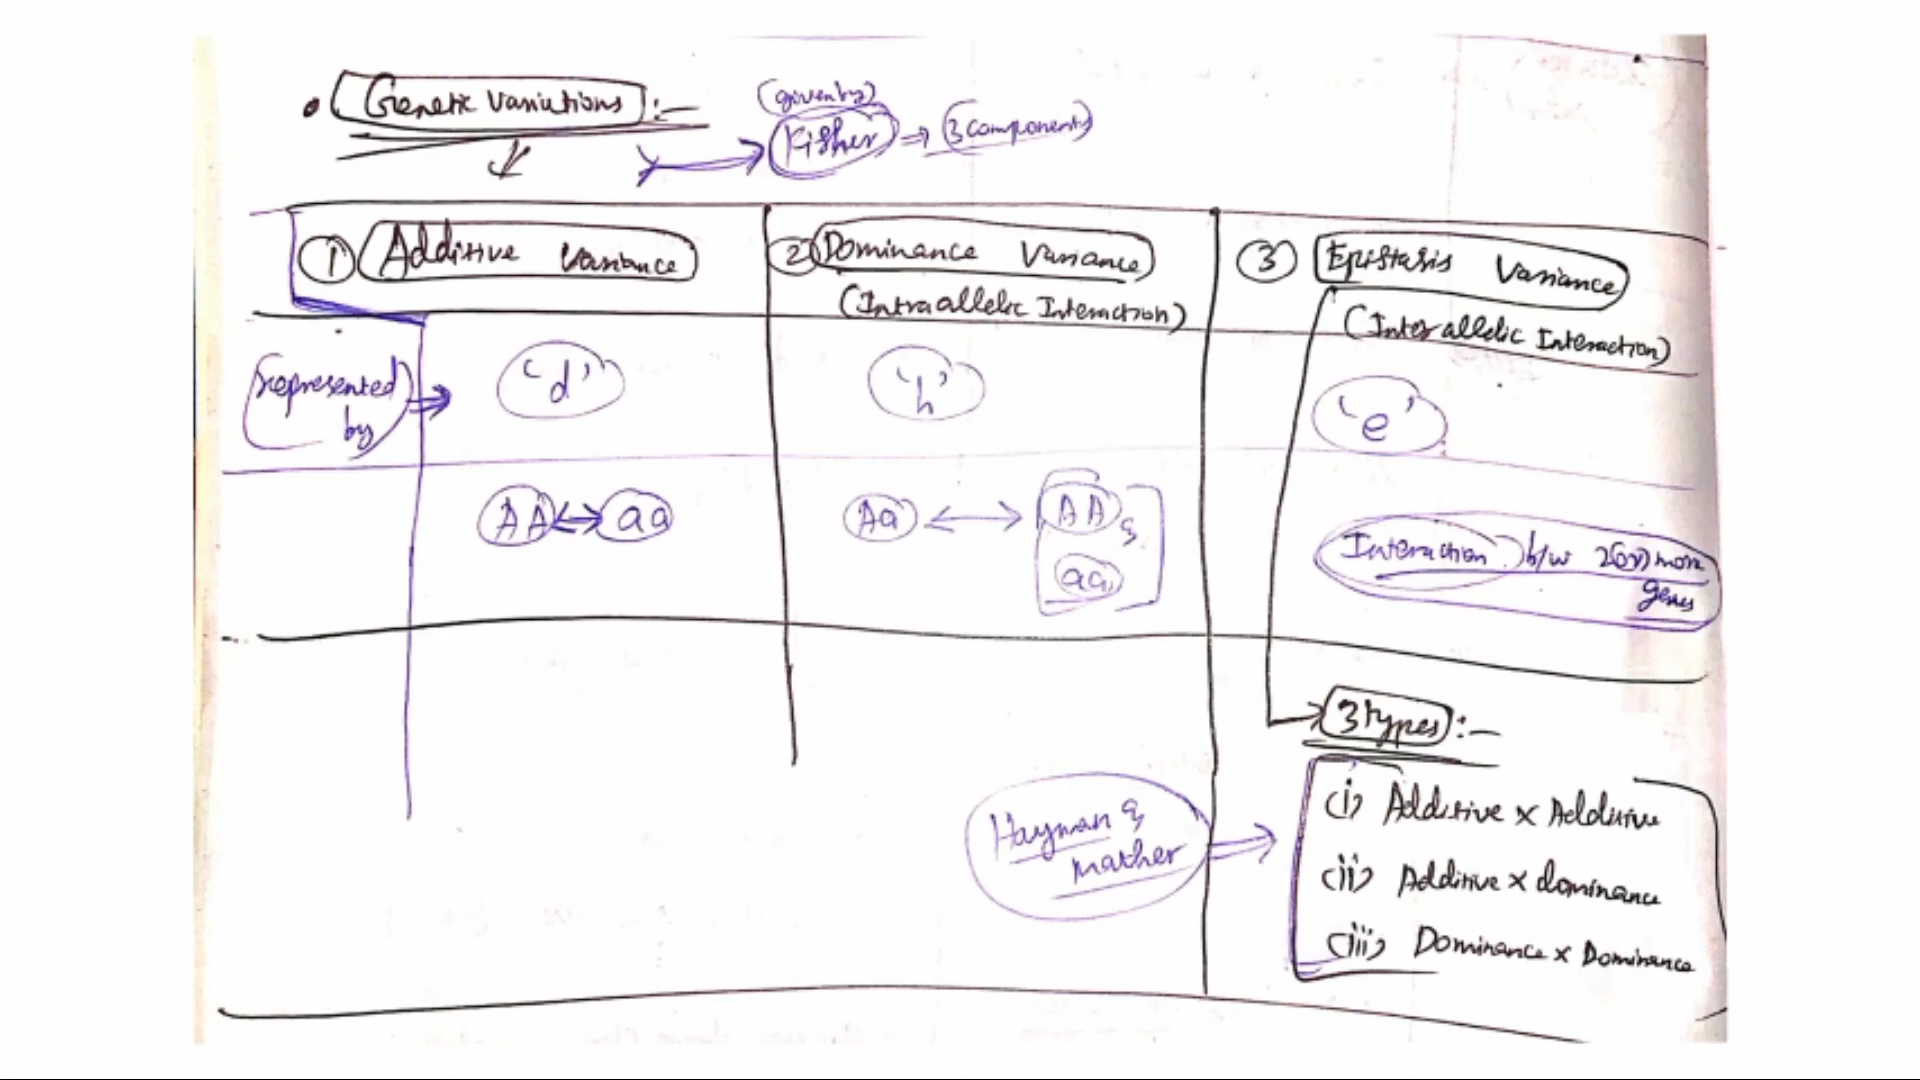 • Genetic Variations :-
(given by)
Fisher ⇒ (3 components)
① Additive Variance
② Dominance Variance
(Intraallelic Interaction)
③ Epistasis Variance
(Inter allelic Interaction)
represented by →
'd'
'h'
'e'
AA ↔ aa
Aa ↔ AA &
aa
Interaction b/w 2(or) more
genes
3 types :-
Hayman &
mather ⇒
(i) Additive x Additive
(ii) Additive x dominance
(iii) Dominance x Dominance